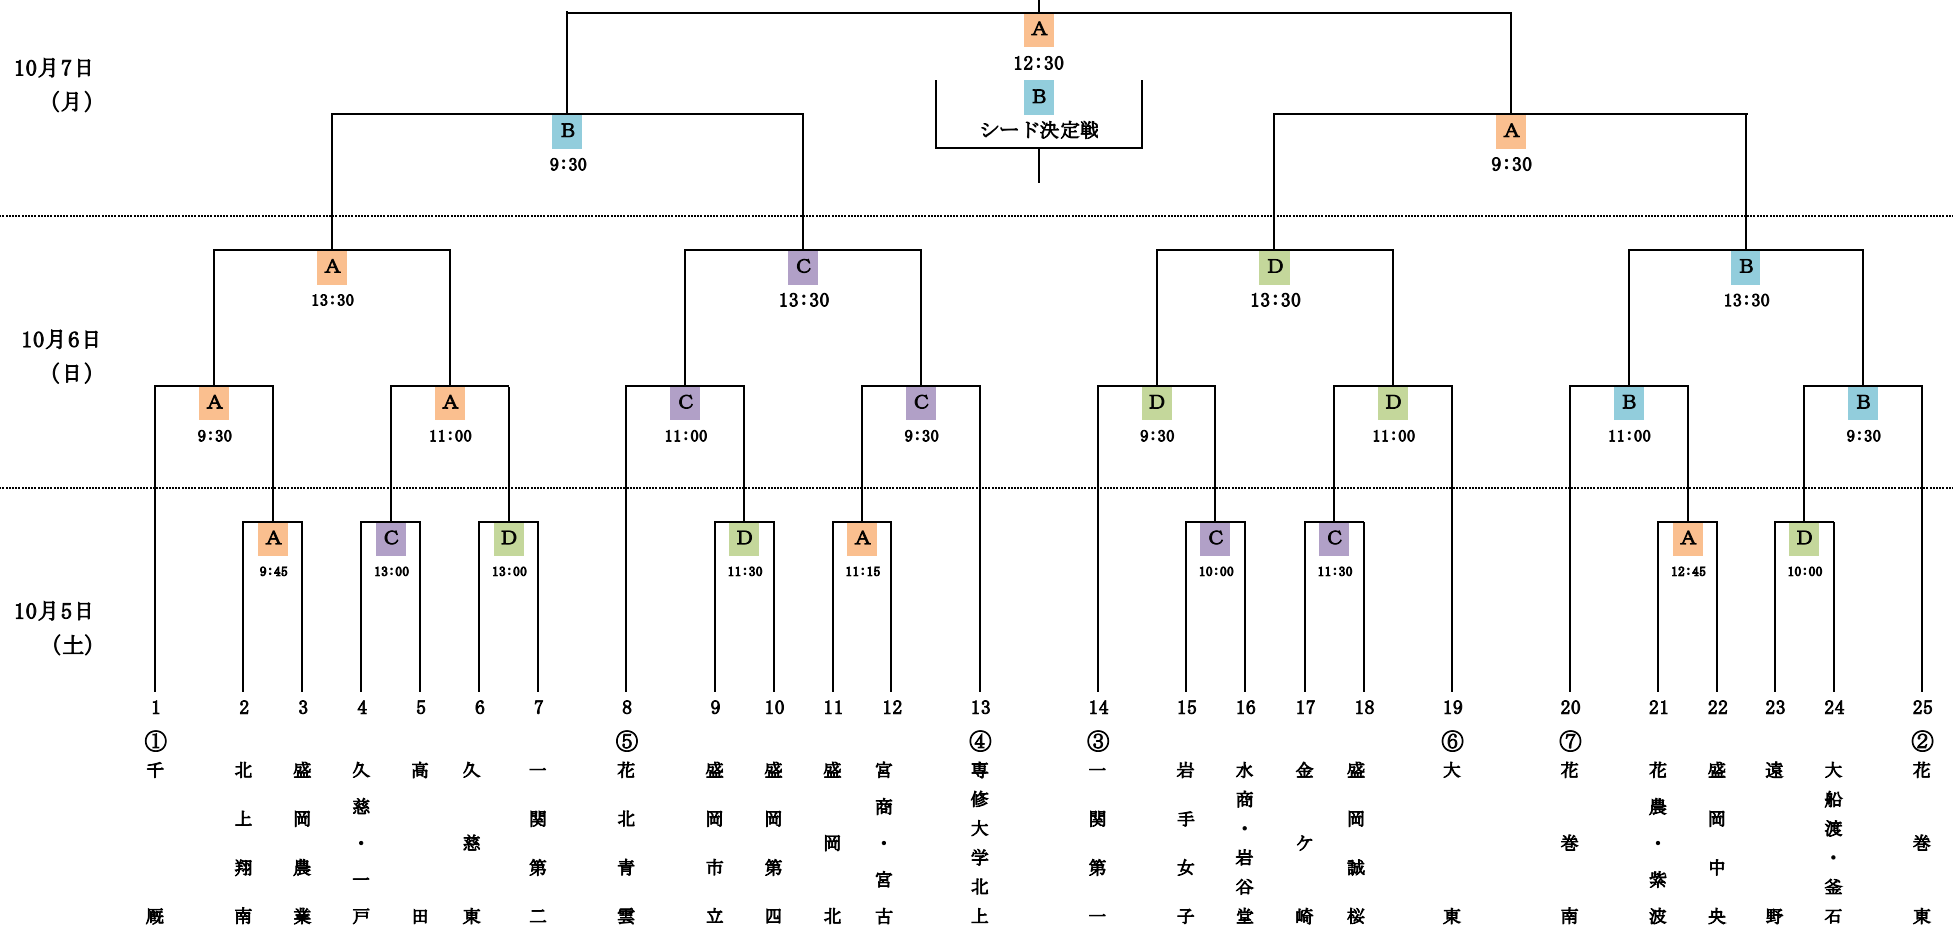 A
12:30
10月7日
（月）
B
シード決定戦
B
9:30
A
9:30
A
13:30
C
13:30
D
13:30
B
13:30
10月6日
（日）
A
9:30
A
11:00
C
11:00
C
9:30
D
9:30
D
11:00
B
11:00
B
9:30
A
9:45
C
13:00
D
13:00
D
11:30
A
11:15
C
10:00
C
11:30
A
12:45
D
10:00
10月5日
（土）
1 2 3 4 5 6 7 8 9 10 11 12 13 14 15 16 17 18 19 20 21 22 23 24 25
① ⑤ ④ ③ ⑥ ⑦ ②
千厩
北上翔南
盛岡農業
久慈・一戸
高田
久慈東
一関第二
花北青雲
盛岡市立
盛岡第四
盛岡北
宮商・宮古
専修大学北上
一関第一
岩手女子
水商・岩谷堂
金ケ崎
盛岡誠桜
大東
花巻南
花農・紫波
盛岡中央
遠野
大船渡・釜石
花巻東